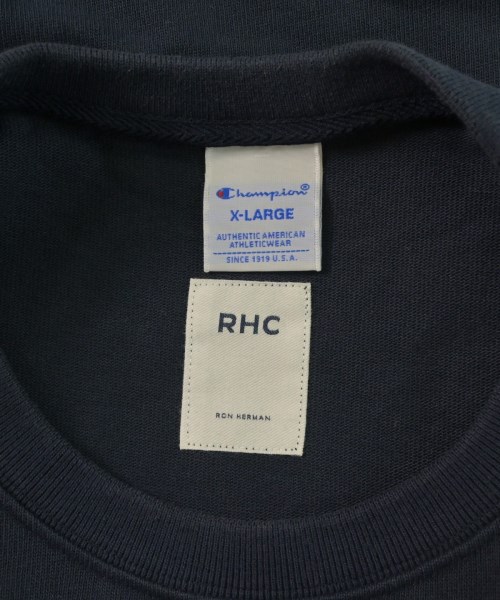 Champion®
X-LARGE
AUTHENTIC AMERICAN
ATHLETICWEAR
SINCE 1919 U.S.A.
RHC
RON HERMAN